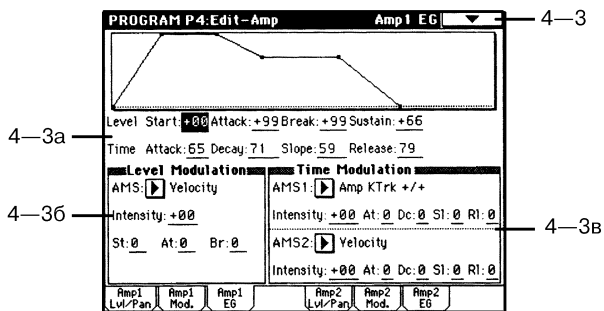 PROGRAM P4:Edit-Amp Amp1 EG
4—3
Level Start:+00 Attack:+99 Break:+99 Sustain:+66
4—3a
Time Attack:65 Decay:71 Slope:59 Release:79
Level Modulation
AMS: Velocity
4—3б
Intensity:+00
St:0 At:0 Br:0
Time Modulation
AMS1: Amp KTrk +/+
Intensity:+00 At:0 Dc:0 Sl:0 Rl:0
4—3в
AMS2: Velocity
Intensity:+00 At:0 Dc:0 Sl:0 Rl:0
Amp1 Lvl/Pan
Amp1 Mod.
Amp1 EG
Amp2 Lvl/Pan
Amp2 Mod.
Amp2 EG